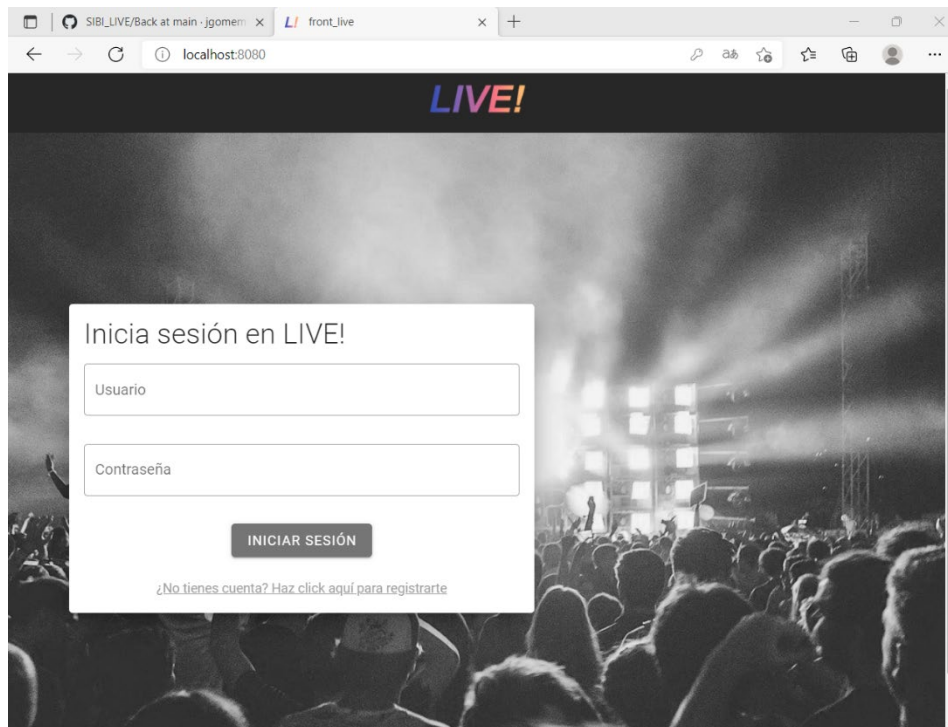 SIBI_LIVE/Back at main · jgomem
L! front_live
localhost:8080
LIVE!
Inicia sesión en LIVE!
Usuario
Contraseña
INICIAR SESIÓN
¿No tienes cuenta? Haz click aquí para registrarte